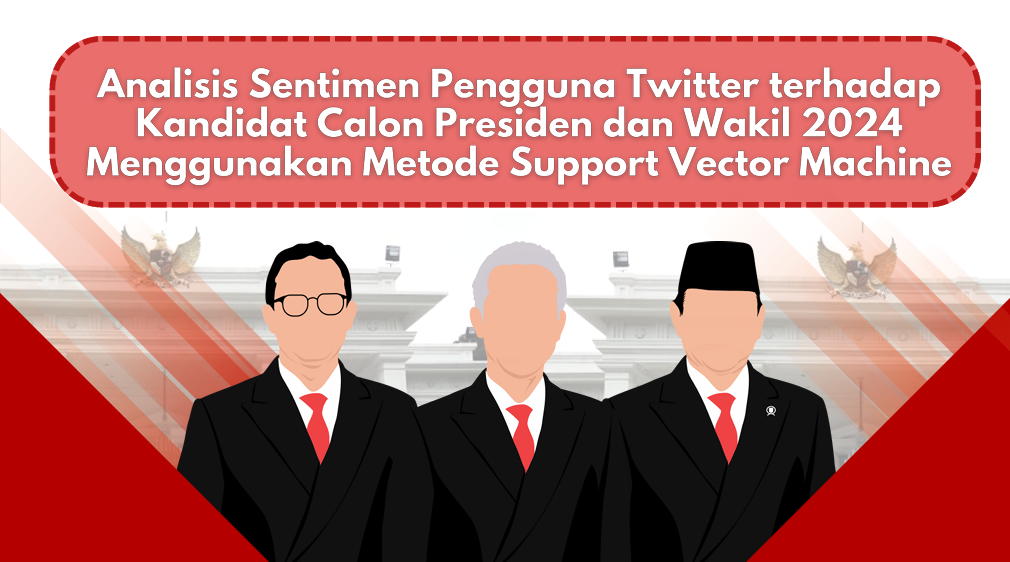 Analisis Sentimen Pengguna Twitter terhadap
Kandidat Calon Presiden dan Wakil 2024
Menggunakan Metode Support Vector Machine